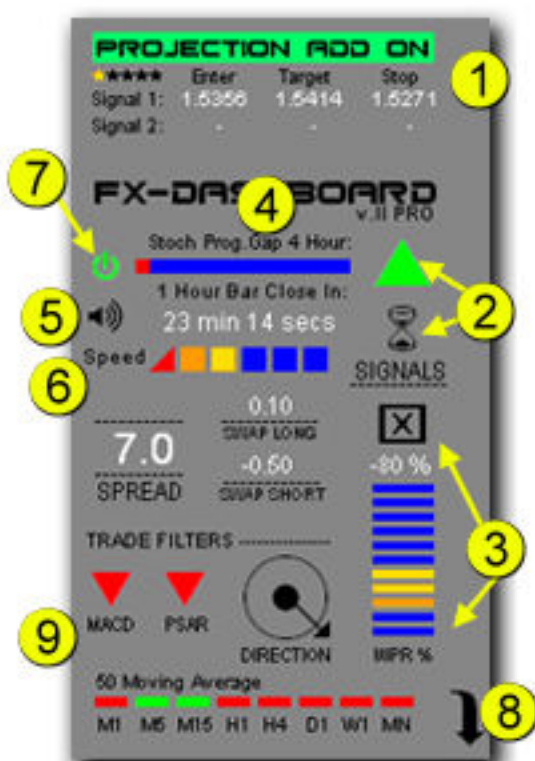 PROJECTION ADD ON
Enter Target Stop
Signal 1: 1.5356 1.5414 1.5271
Signal 2: - - -
1
FX-DASHBOARD
v.II PRO
7
4
Stoch Prog.Gap 4 Hour:
1 Hour Bar Close In:
23 min 14 secs
2
5
Speed
6
SIGNALS
0.10
SWAP LONG
X
7.0
SPREAD
-0.50
SWAP SHORT
-80 %
3
TRADE FILTERS
MACD PSAR
DIRECTION
WPR %
9
50 Moving Average
M1 M5 M15 H1 H4 D1 W1 MN
8